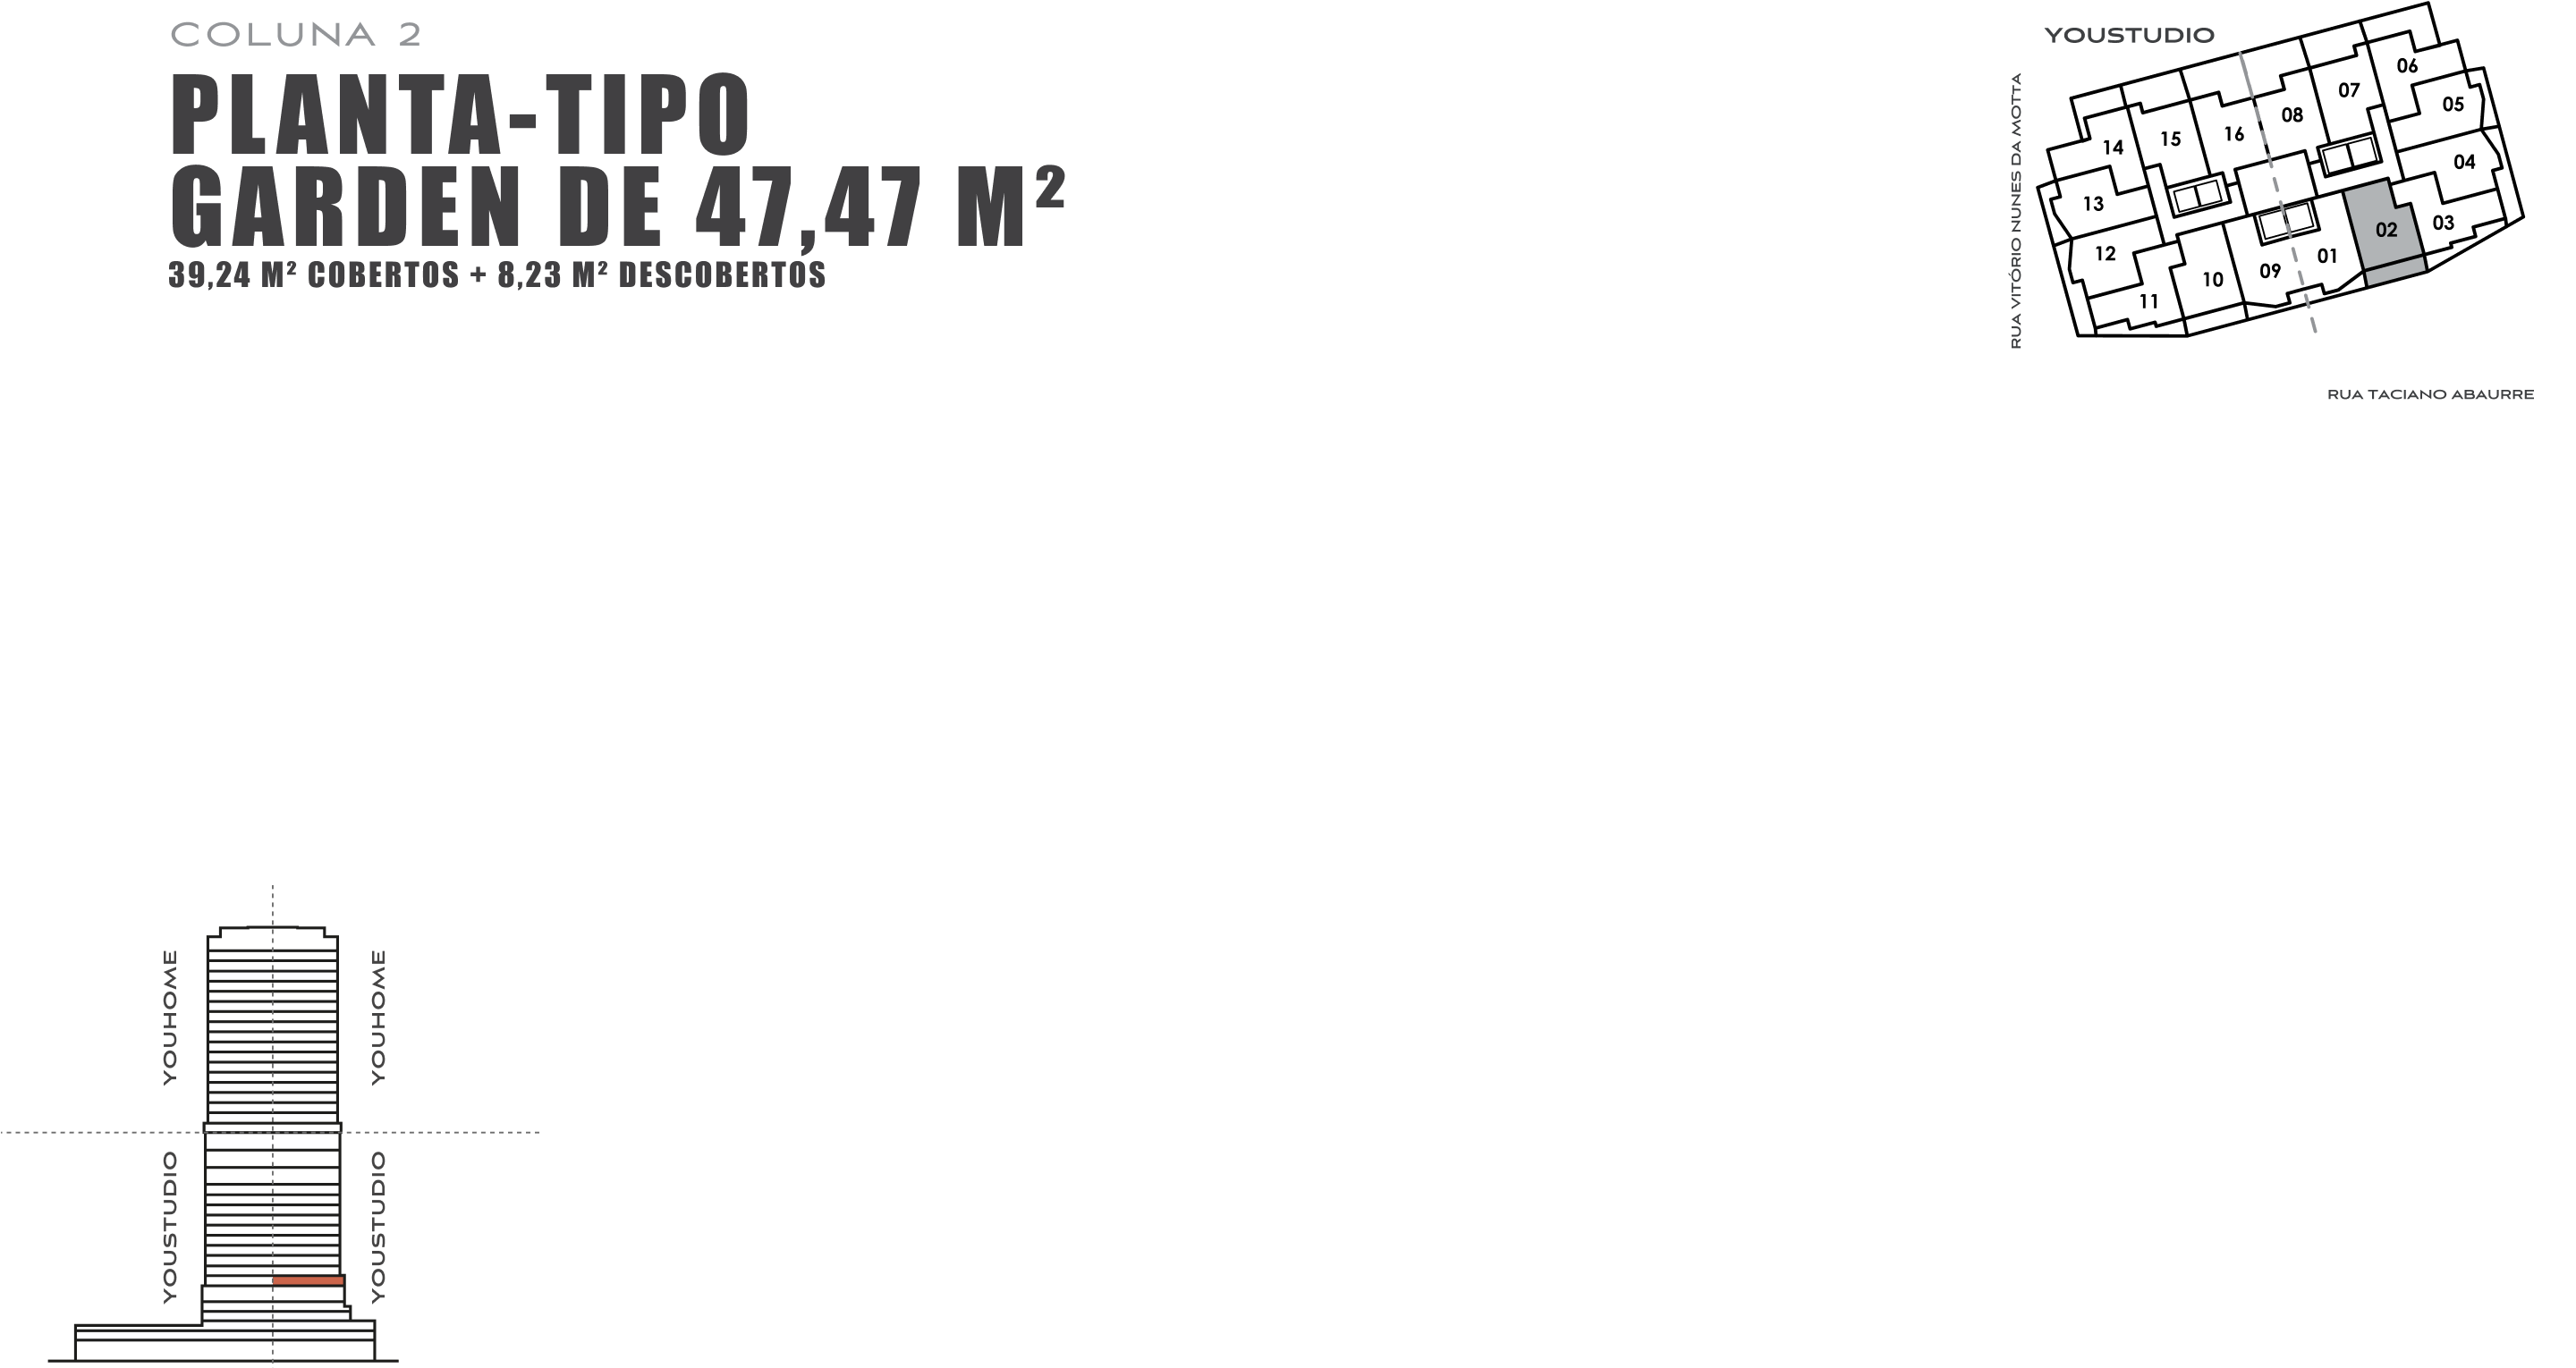 COLUNA 2
PLANTA-TIPO
GARDEN DE 47,47 M²
39,24 M² COBERTOS + 8,23 M² DESCOBERTOS
YOUSTUDIO
RUA VITÓRIO NUNES DA MOTTA
06
07
05
08
16
15
14
04
13
03
02
12
01
09
10
11
RUA TACIANO ABAURRE
YOUHOME
YOUHOME
YOUSTUDIO
YOUSTUDIO